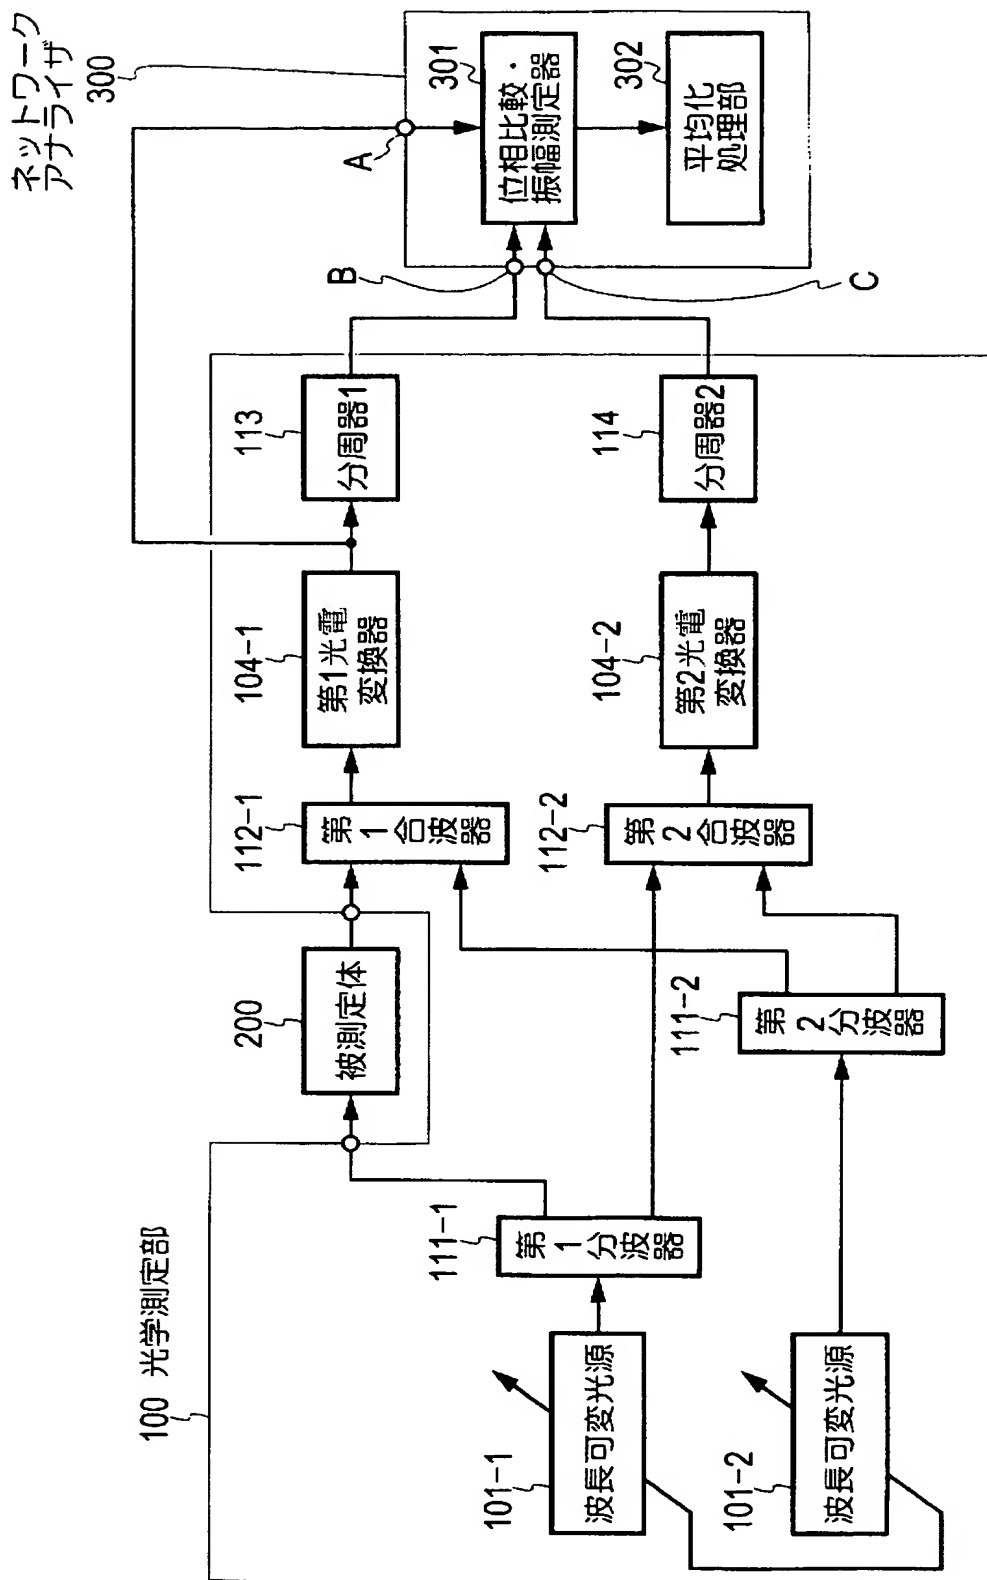 ネットワーク
アナライザ
300
301
位相比較・
振幅測定器
302
平均化
処理部
A
B
C
113
分周器1
114
分周器2
104-1
第1光電
変換器
104-2
第2光電
変換器
112-1
第1合波器
112-2
第2合波器
200
被測定体
111-1
第1分波器
111-2
第2分波器
100 光学測定部
101-1
波長可変光源
101-2
波長可変光源